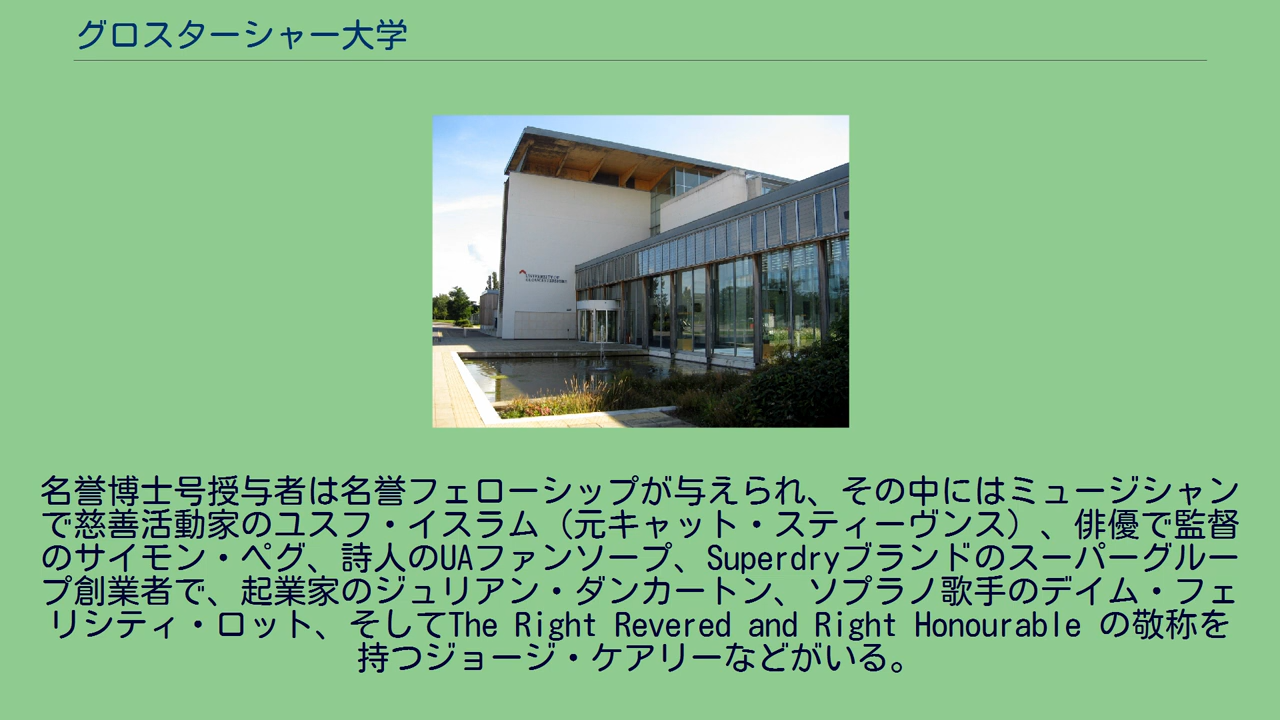 グロスターシャー大学
UNIVERSITY OF
名誉博士号授与者は名誉フェローシップが与えられ、その中にはミュージシャン
で慈善活動家のユスフ・イスラム（元キャット・スティーヴンス）、俳優で監督
のサイモン・ペグ、詩人のUAファンソープ、Superdryブランドのスーパーグルー
プ創業者で、起業家のジュリアン・ダンカートン、ソプラノ歌手のデイム・フェ
リシティ・ロット、そしてThe Right Revered and Right Honourable の敬称を
持つジョージ・ケアリーなどがいる。